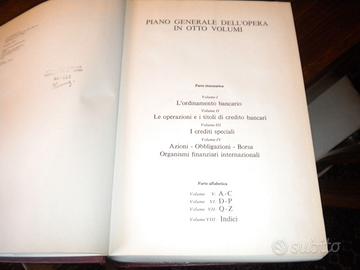 PIANO GENERALE DELL'OPERA
IN OTTO VOLUMI
Parte sistematica
Volume I
L'ordinamento bancario
Volume II
Le operazioni e i titoli di credito bancari
Volume III
I crediti speciali
Volume IV
Azioni - Obbligazioni - Borsa
Organismi finanziari internazionali
Parte alfabetica
Volume V A-C
Volume VI D-P
Volume VII Q-Z
Volume VIII Indici
subito